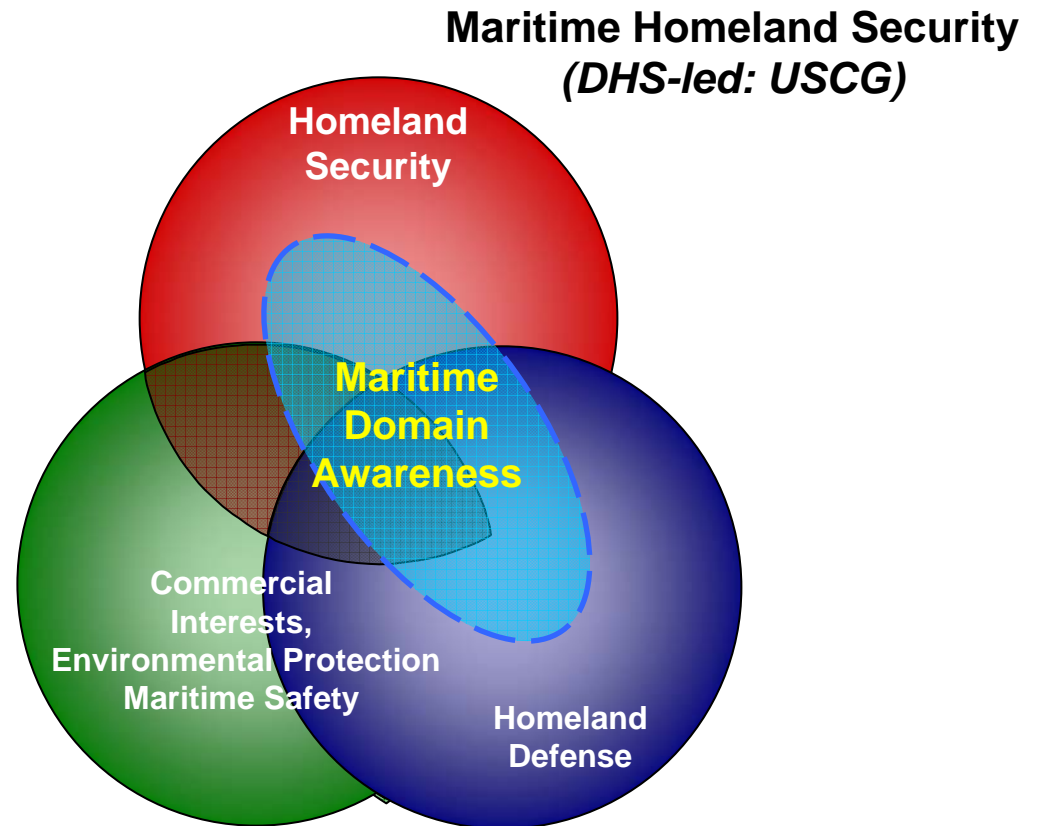 Maritime Homeland Security
(DHS-led: USCG)
Homeland
Security
Maritime
Domain
Awareness
Commercial
Interests,
Environmental Protection
Maritime Safety
Homeland
Defense